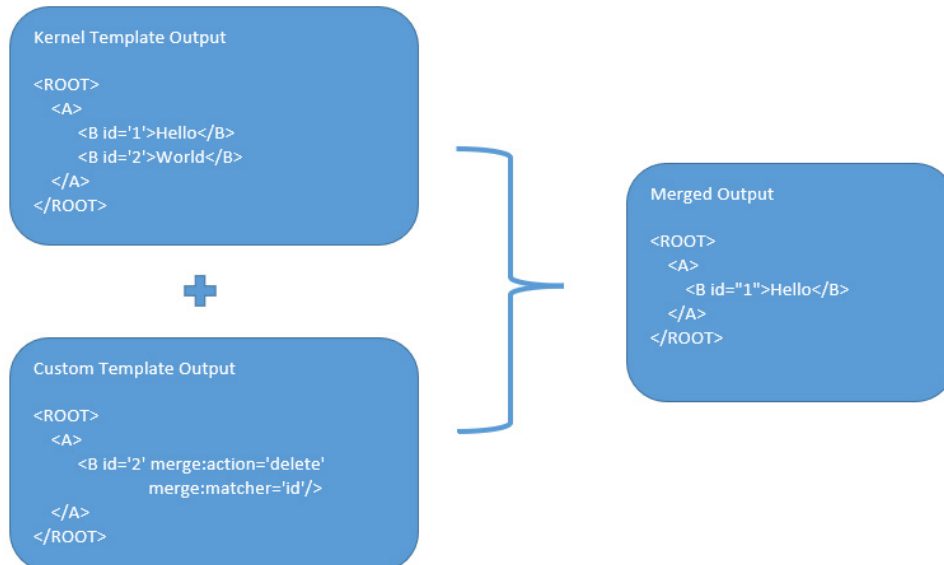 Kernel Template Output
<ROOT>
<A>
<B id='1'>Hello</B>
<B id='2'>World</B>
</A>
</ROOT>
Custom Template Output
<ROOT>
<A>
<B id='2' merge:action='delete'
merge:matcher='id'/>
</A>
</ROOT>
Merged Output
<ROOT>
<A>
<B id="1">Hello</B>
</A>
</ROOT>